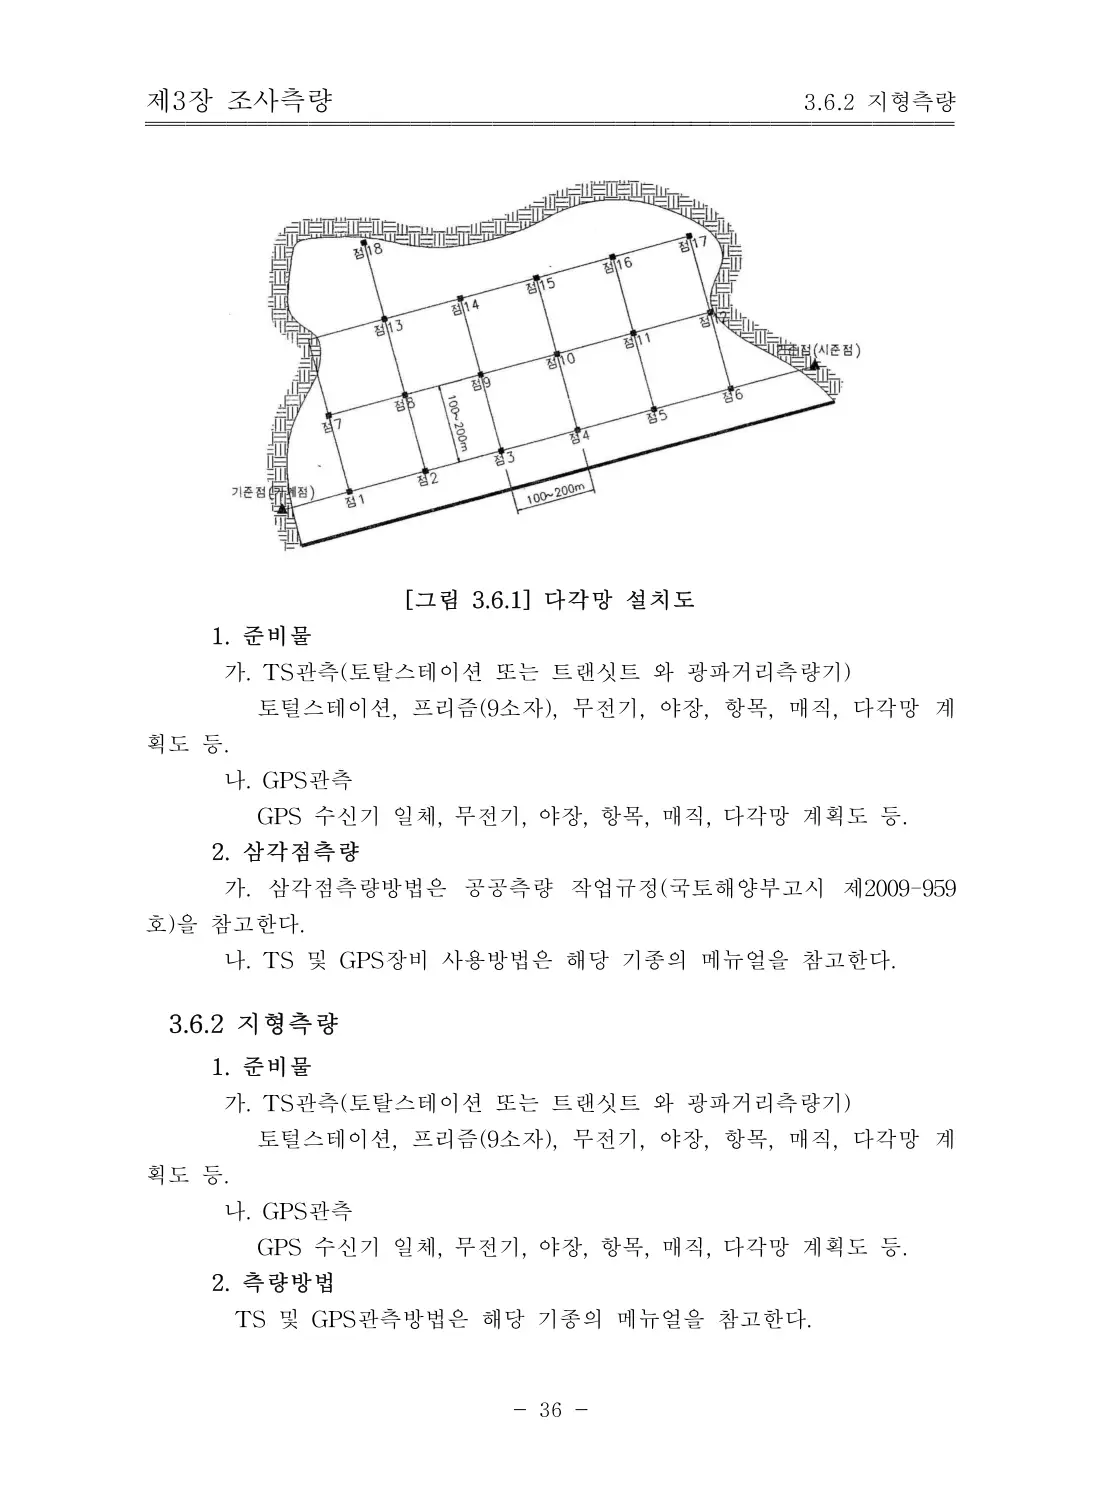 제3장 조사측량 3.6.2 지형측량
점18
점17
점16
점15
점14
점13
점12
기준점(시준점)
점11
점10
점9
점8
점7
점6
점5
점4
점3
점2
점1
100~200m
100~200m
기준점(기계점)
[그림 3.6.1] 다각망 설치도
1. 준비물
가. TS관측(토탈스테이션 또는 트랜싯트 와 광파거리측량기)
토털스테이션, 프리즘(9소자), 무전기, 야장, 항목, 매직, 다각망 계
획도 등.
나. GPS관측
GPS 수신기 일체, 무전기, 야장, 항목, 매직, 다각망 계획도 등.
2. 삼각점측량
가. 삼각점측량방법은 공공측량 작업규정(국토해양부고시 제2009-959
호)을 참고한다.
나. TS 및 GPS장비 사용방법은 해당 기종의 메뉴얼을 참고한다.
3.6.2 지형측량
1. 준비물
가. TS관측(토탈스테이션 또는 트랜싯트 와 광파거리측량기)
토털스테이션, 프리즘(9소자), 무전기, 야장, 항목, 매직, 다각망 계
획도 등.
나. GPS관측
GPS 수신기 일체, 무전기, 야장, 항목, 매직, 다각망 계획도 등.
2. 측량방법
TS 및 GPS관측방법은 해당 기종의 메뉴얼을 참고한다.
- 36 -